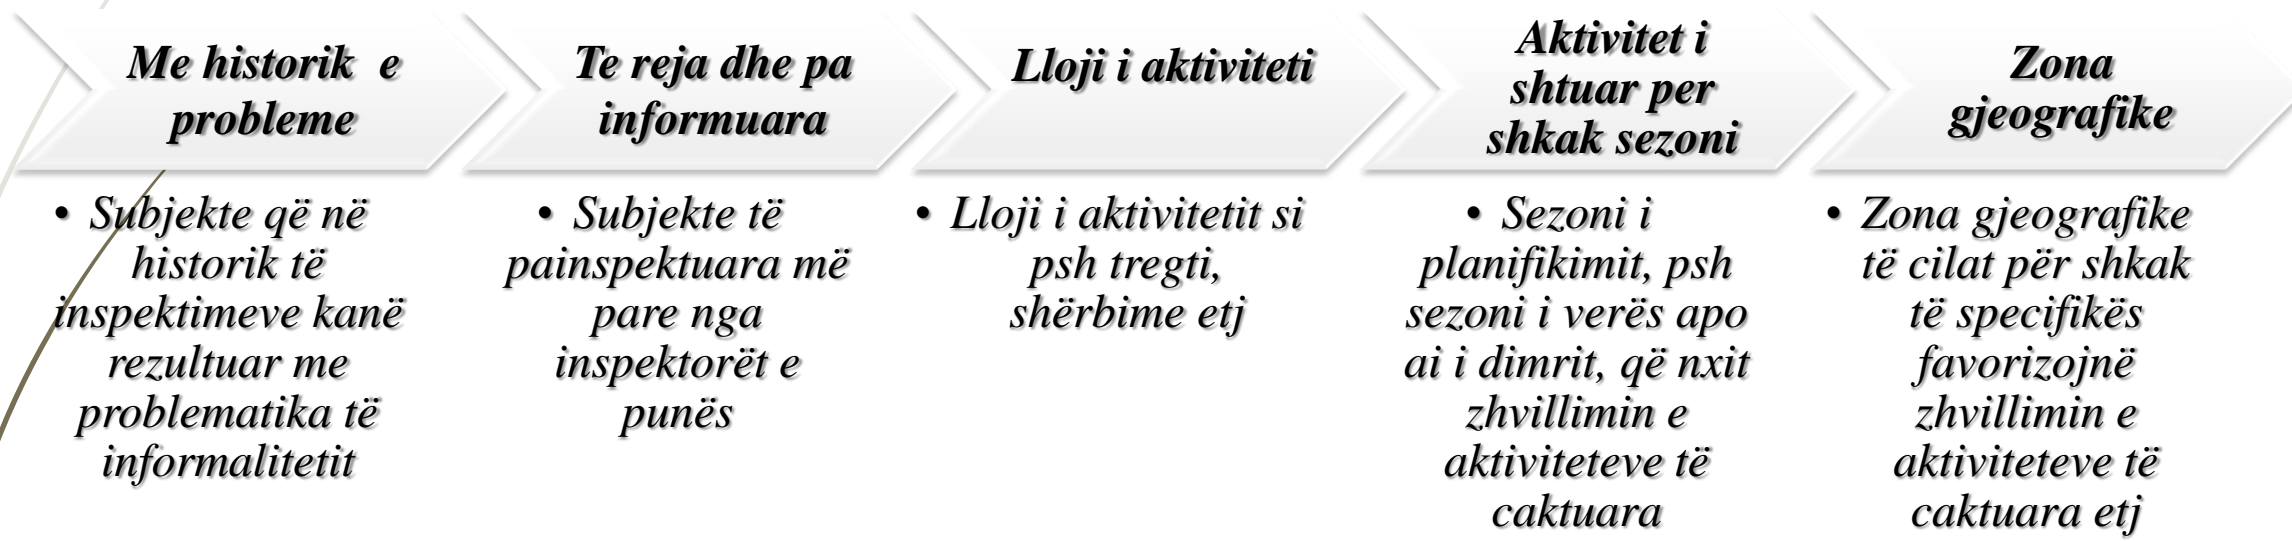 Me historik e
probleme
Subjekte që në
historik të
inspektimeve kanë
rezultuar me
problematika të
informalitetit
Te reja dhe pa
informuara
Subjekte të
painspektuara më
pare nga
inspektorët e
punës
Lloji i aktiviteti
Lloji i aktivitetit si
psh tregti,
shërbime etj
Aktivitet i
shtuar per
shkak sezoni
Sezoni i
planifikimit, psh
sezoni i verës apo
ai i dimrit, që nxit
zhvillimin e
aktiviteteve të
caktuara
Zona
gjeografike
Zona gjeografike
të cilat për shkak
të specifikës
favorizojnë
zhvillimin e
aktiviteteve të
caktuara etj